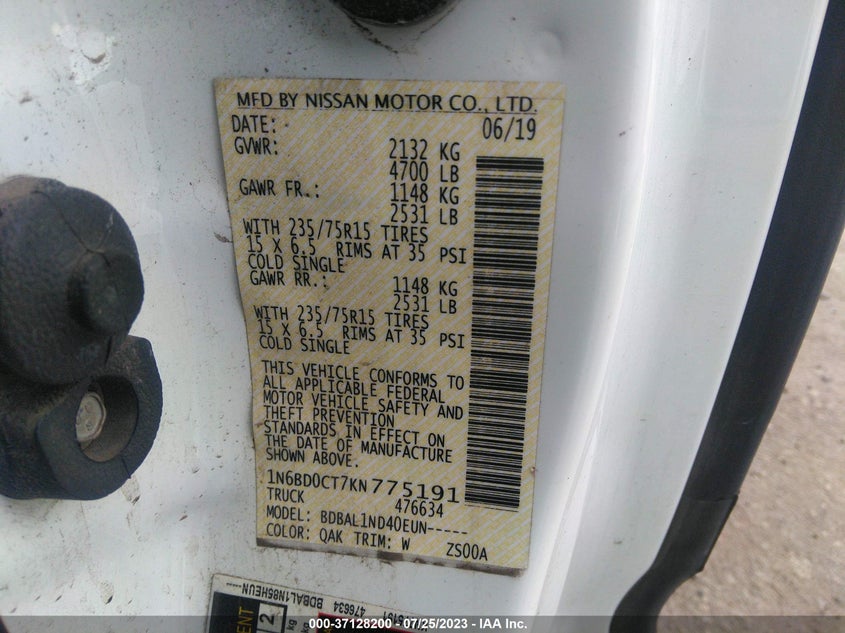 MFD BY NISSAN MOTOR CO., LTD.
DATE: 06/19
GVWR: 2132 KG
4700 LB
GAWR FR.: 1148 KG
2531 LB
WITH 235/75R15 TIRES
15 X 6.5 RIMS AT 35 PSI
COLD SINGLE
GAWR RR.: 1148 KG
2531 LB
WITH 235/75R15 TIRES
15 X 6.5 RIMS AT 35 PSI
COLD SINGLE
THIS VEHICLE CONFORMS TO
ALL APPLICABLE FEDERAL
MOTOR VEHICLE SAFETY AND
THEFT PREVENTION
STANDARDS IN EFFECT ON
THE DATE OF MANUFACTURE
SHOWN ABOVE.
1N6BD0CT7KN775191
TRUCK 476634
MODEL: BDBAL1ND40EUN-----
COLOR: QAK TRIM: W ZS00A
476634 BDBAL1N85HEUN-----
2
kg
000-37128200 - 07/25/2023 - IAA Inc.